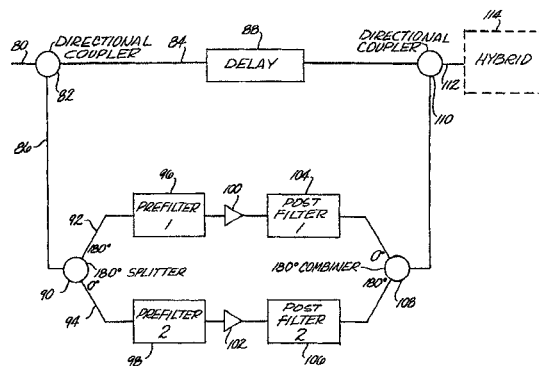 80
DIRECTIONAL
COUPLER
82
84
88
DELAY
DIRECTIONAL
COUPLER
114
HYBRID
112
110
86
96
PREFILTER
1
100
104
POST
FILTER
1
92
180°
180° SPLITTER
0°
90
94
0°
180° COMBINER
180°
108
PREFILTER
2
98
102
POST
FILTER
2
106